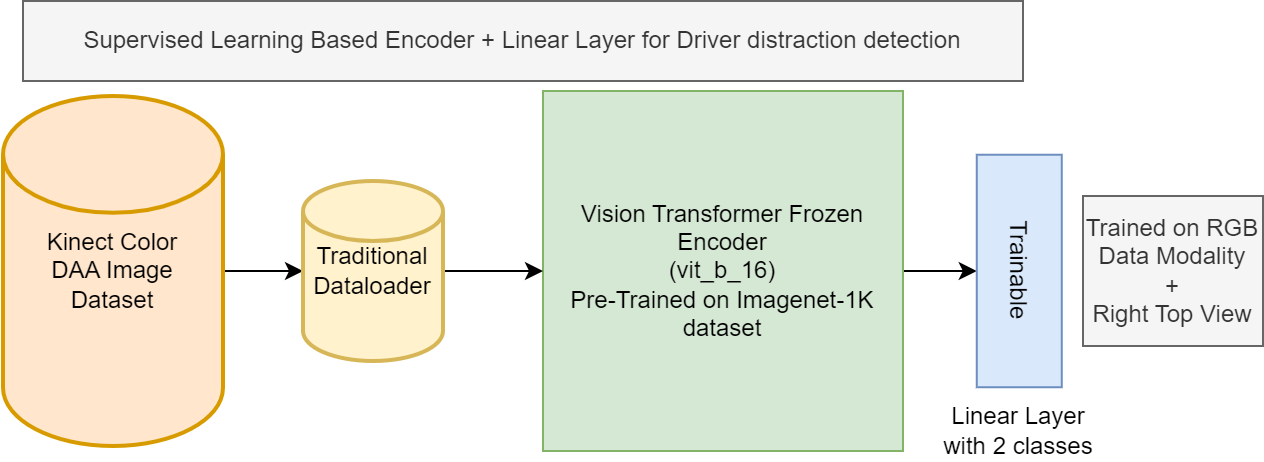 Supervised Learning Based Encoder + Linear Layer for Driver distraction detection
Kinect Color
DAA Image
Dataset
Traditional
Dataloader
Vision Transformer Frozen
Encoder
(vit_b_16)
Pre-Trained on Imagenet-1K
dataset
Trainable
Linear Layer
with 2 classes
Trained on RGB
Data Modality
+
Right Top View